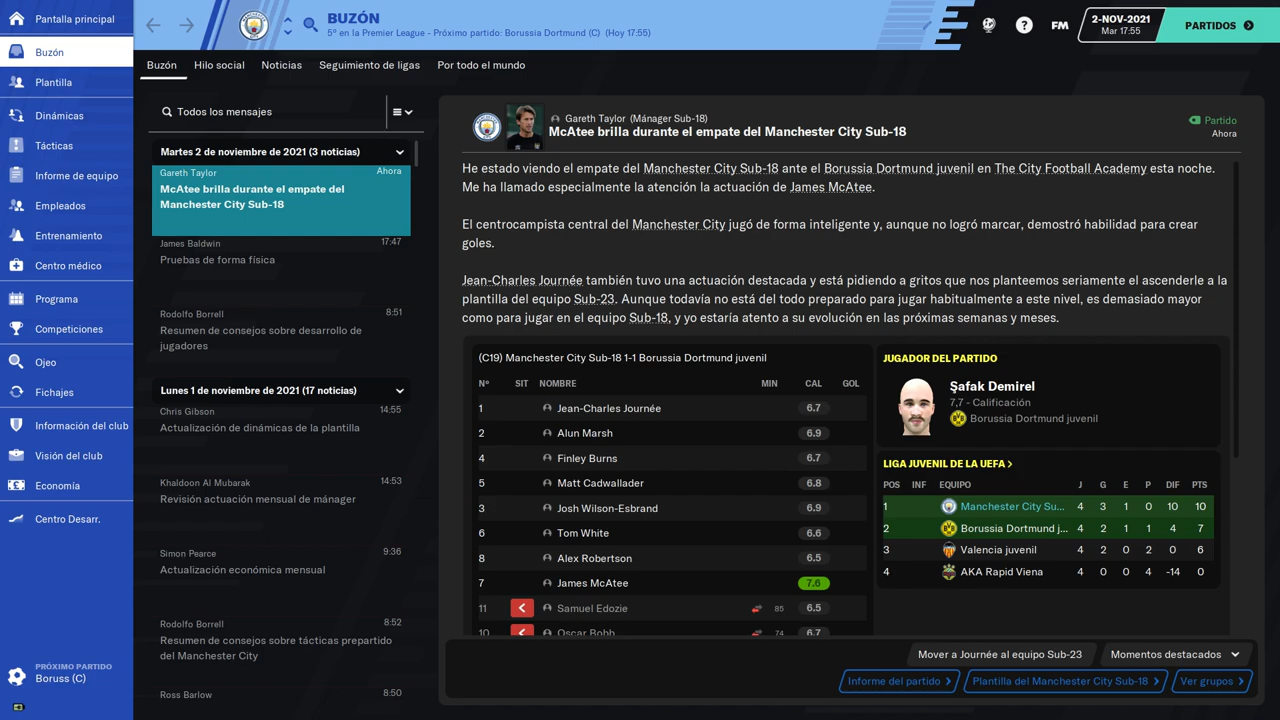 Pantalla principal
Buzón
Plantilla
Dinámicas
Tácticas
Informe de equipo
Empleados
Entrenamiento
Centro médico
Programa
Competiciones
Ojeo
Fichajes
Información del club
Visión del club
Economía
Centro Desarr.
PRÓXIMO PARTIDO
Boruss (C)
BUZÓN
5º en la Premier League - Próximo partido: Borussia Dortmund (C) (Hoy 17:55)
FM
2-NOV-2021
Mar 17:55
PARTIDOS
Buzón Hilo social Noticias Seguimiento de ligas Por todo el mundo
Todos los mensajes
Martes 2 de noviembre de 2021 (3 noticias)
Gareth Taylor Ahora
McAtee brilla durante el empate del
Manchester City Sub-18
James Baldwin 17:47
Pruebas de forma física
Rodolfo Borrell 8:51
Resumen de consejos sobre desarrollo de
jugadores
Lunes 1 de noviembre de 2021 (17 noticias)
Chris Gibson 14:55
Actualización de dinámicas de la plantilla
Khaldoon Al Mubarak 14:53
Revisión actuación mensual de mánager
Simon Pearce 9:36
Actualización económica mensual
Rodolfo Borrell 8:52
Resumen de consejos sobre tácticas prepartido
del Manchester City
Ross Barlow 8:50
Gareth Taylor (Mánager Sub-18)
McAtee brilla durante el empate del Manchester City Sub-18
Partido
Ahora
He estado viendo el empate del Manchester City Sub-18 ante el Borussia Dortmund juvenil en The City Football Academy esta noche.
Me ha llamado especialmente la atención la actuación de James McAtee.
El centrocampista central del Manchester City jugó de forma inteligente y, aunque no logró marcar, demostró habilidad para crear
goles.
Jean-Charles Journée también tuvo una actuación destacada y está pidiendo a gritos que nos planteemos seriamente el ascenderle a la
plantilla del equipo Sub-23. Aunque todavía no está del todo preparado para jugar habitualmente a este nivel, es demasiado mayor
como para jugar en el equipo Sub-18, y yo estaría atento a su evolución en las próximas semanas y meses.
(C19) Manchester City Sub-18 1-1 Borussia Dortmund juvenil
Nº SIT NOMBRE MIN CAL GOL
1 Jean-Charles Journée 6.7
2 Alun Marsh 6.9
4 Finley Burns 6.7
5 Matt Cadwallader 6.8
3 Josh Wilson-Esbrand 6.9
6 Tom White 6.6
8 Alex Robertson 6.5
7 James McAtee 7.6
11 Samuel Edozie 85 6.5
10 Oscar Bobb 74 6.7
JUGADOR DEL PARTIDO
Şafak Demirel
7,7 - Calificación
Borussia Dortmund juvenil
LIGA JUVENIL DE LA UEFA
POS INF EQUIPO J G E P DIF PTS
1 Manchester City Su... 4 3 1 0 10 10
2 Borussia Dortmund j... 4 2 1 1 4 7
3 Valencia juvenil 4 2 0 2 0 6
4 AKA Rapid Viena 4 0 0 4 -14 0
Mover a Journée al equipo Sub-23 Momentos destacados
Informe del partido Plantilla del Manchester City Sub-18 Ver grupos